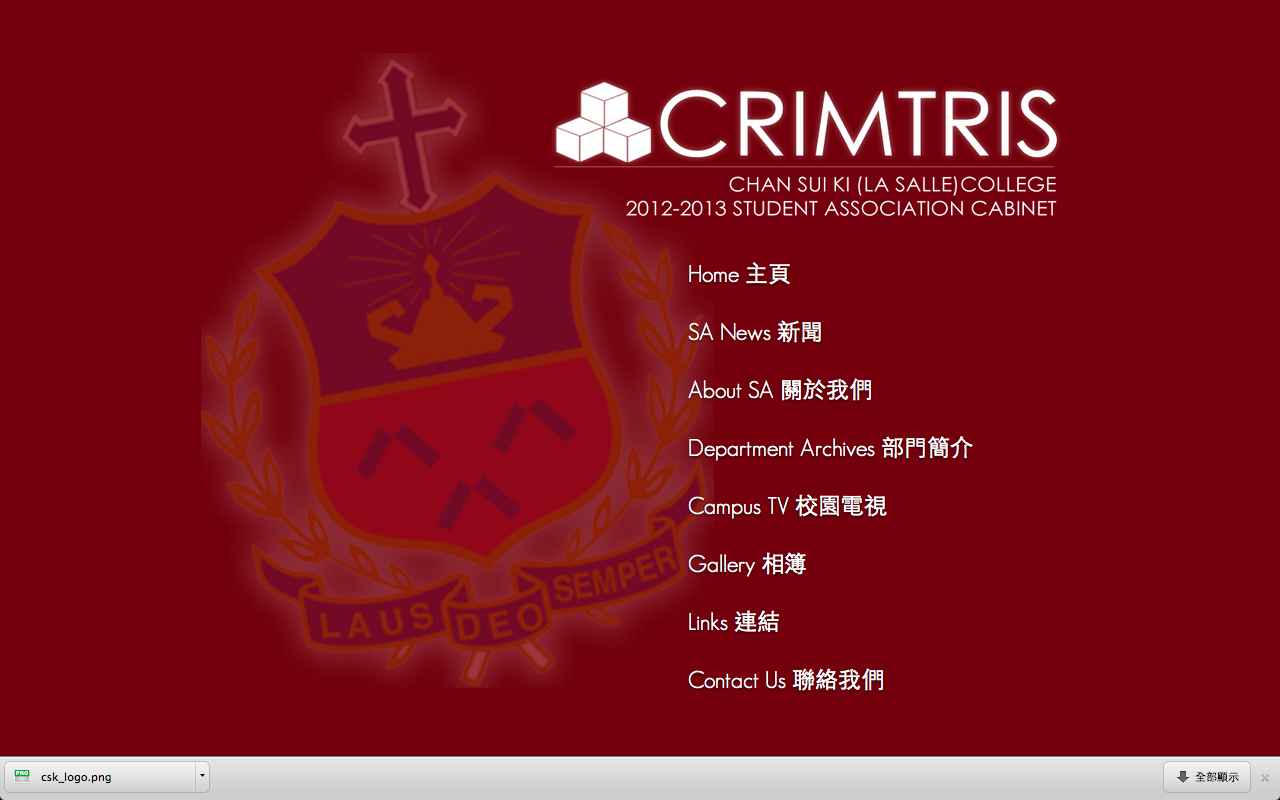 CRIMTRIS
CHAN SUI KI (LA SALLE)COLLEGE
2012-2013 STUDENT ASSOCIATION CABINET
Home 主頁
SA News 新聞
About SA 關於我們
Department Archives 部門簡介
Campus TV 校園電視
Gallery 相簿
Links 連結
Contact Us 聯絡我們
LAUS DEO SEMPER
PNG
csk_logo.png
全部顯示